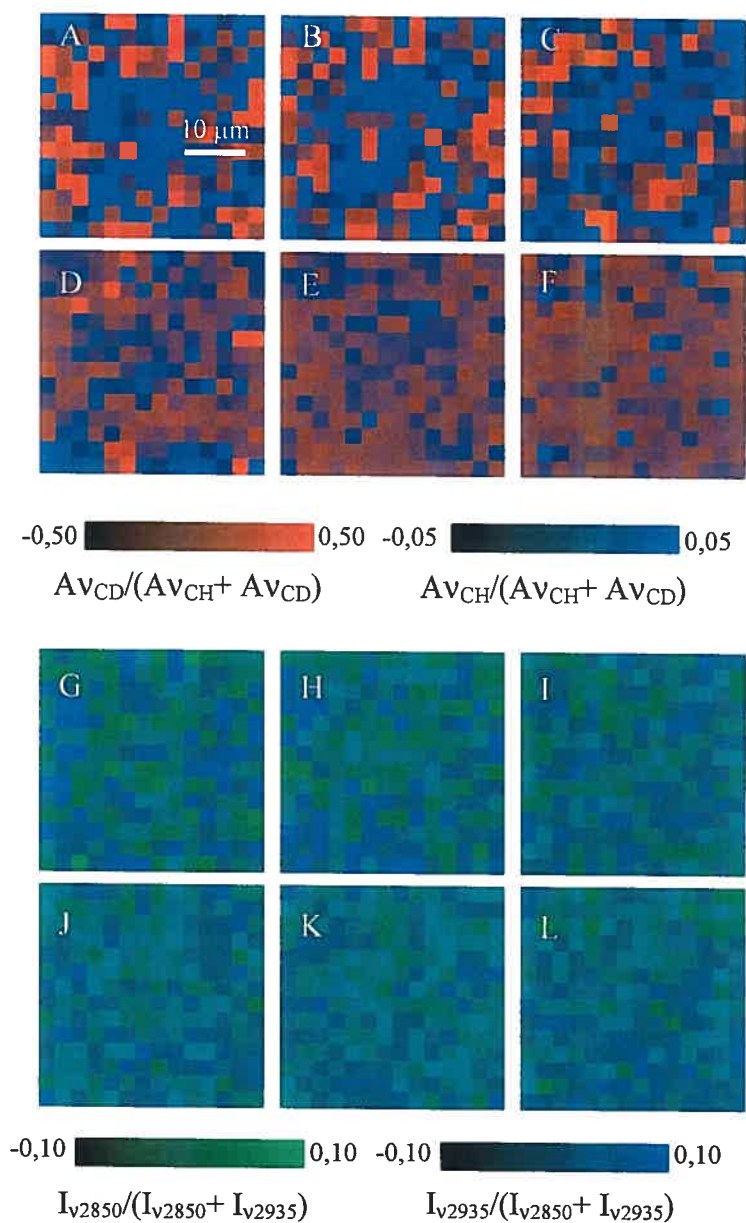 A B C
10 µm
D E F
-0,50 0,50 -0,05 0,05
Aν_CD/(Aν_CH+ Aν_CD) Aν_CH/(Aν_CH+ Aν_CD)
G H I
J K L
-0,10 0,10 -0,10 0,10
I_ν2850/(I_ν2850+ I_ν2935) I_ν2935/(I_ν2850+ I_ν2935)